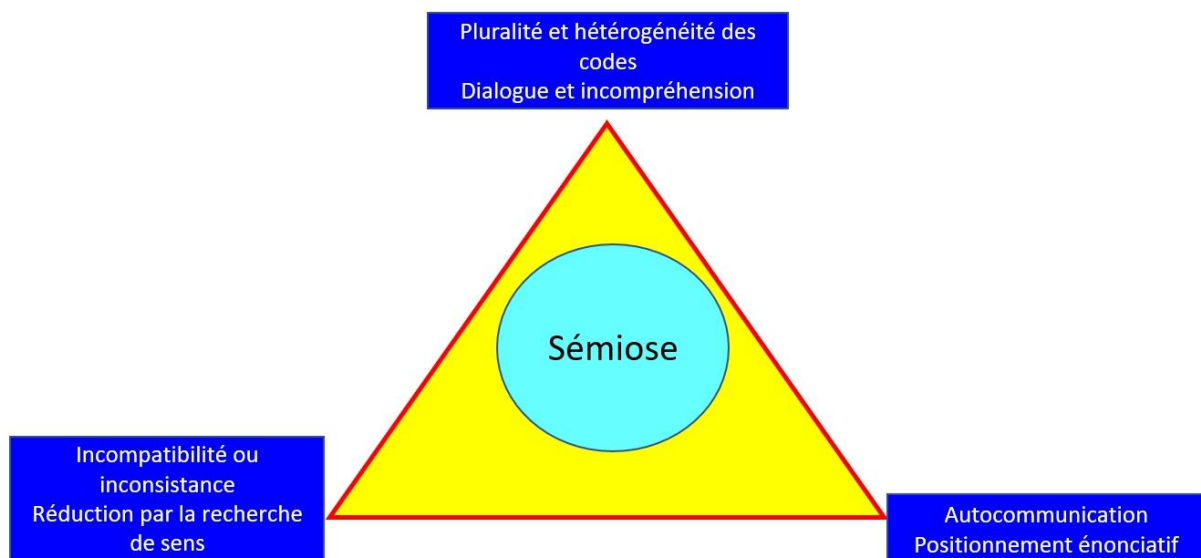 Pluralité et hétérogénéité des
codes
Dialogue et incompréhension
Sémiose
Incompatibilité ou
inconsistance
Réduction par la recherche
de sens
Autocommunication
Positionnement énonciatif